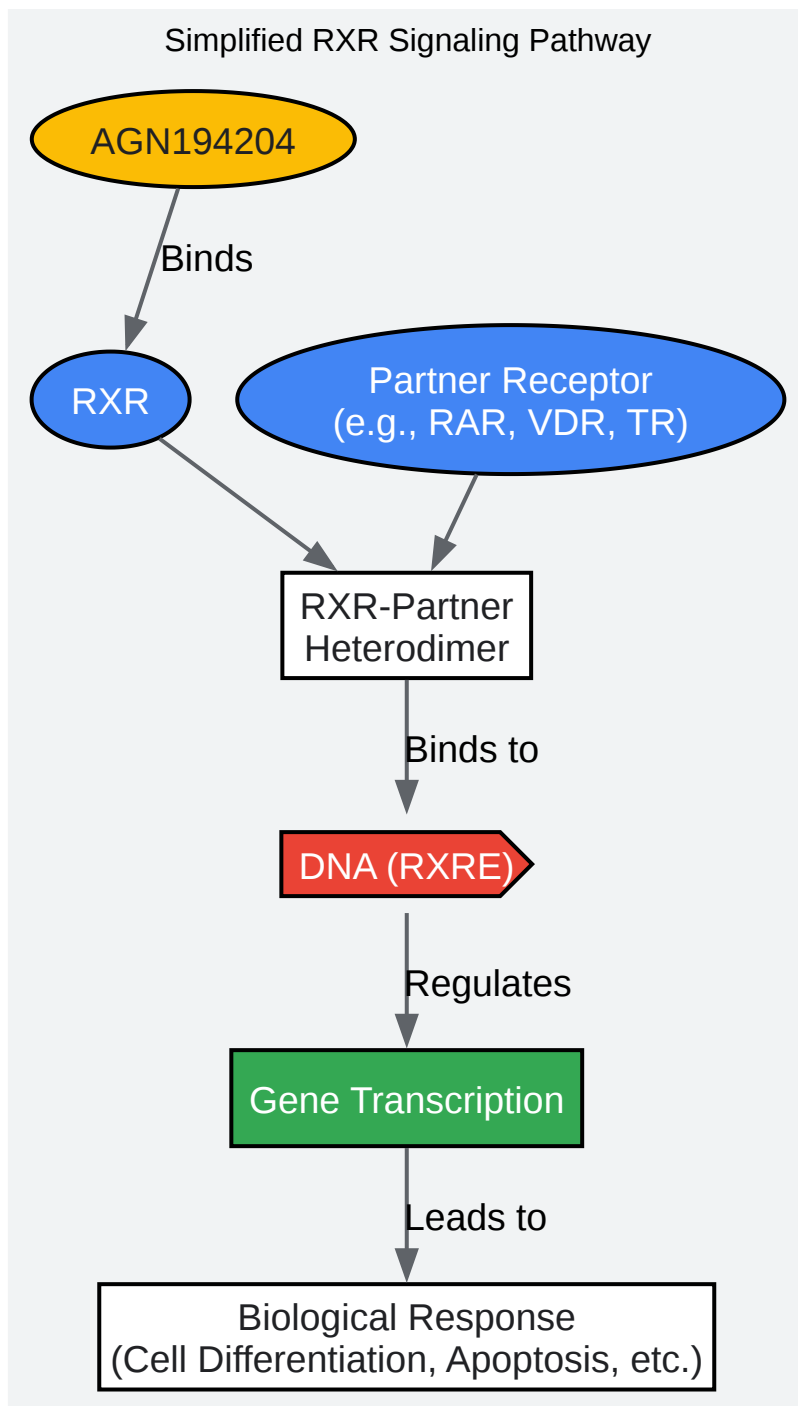 Simplified RXR Signaling Pathway
AGN194204
Binds
RXR
Partner Receptor
(e.g., RAR, VDR, TR)
RXR-Partner
Heterodimer
Binds to
DNA (RXRE)
Regulates
Gene Transcription
Leads to
Biological Response
(Cell Differentiation, Apoptosis, etc.)